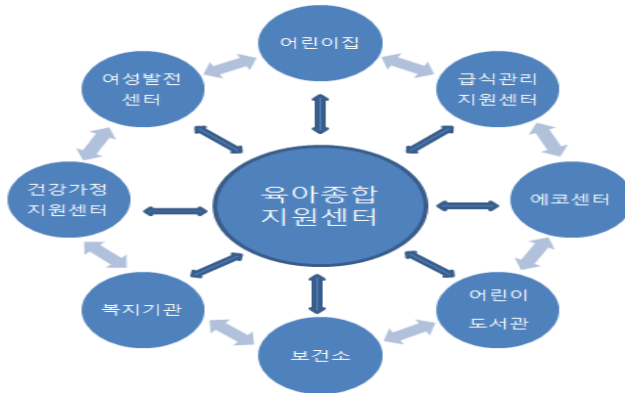 어린이집
여성발전
센터
급식관리
지원센터
건강가정
지원센터
육아종합
지원센터
에코센터
복지기관
어린이
도서관
보건소